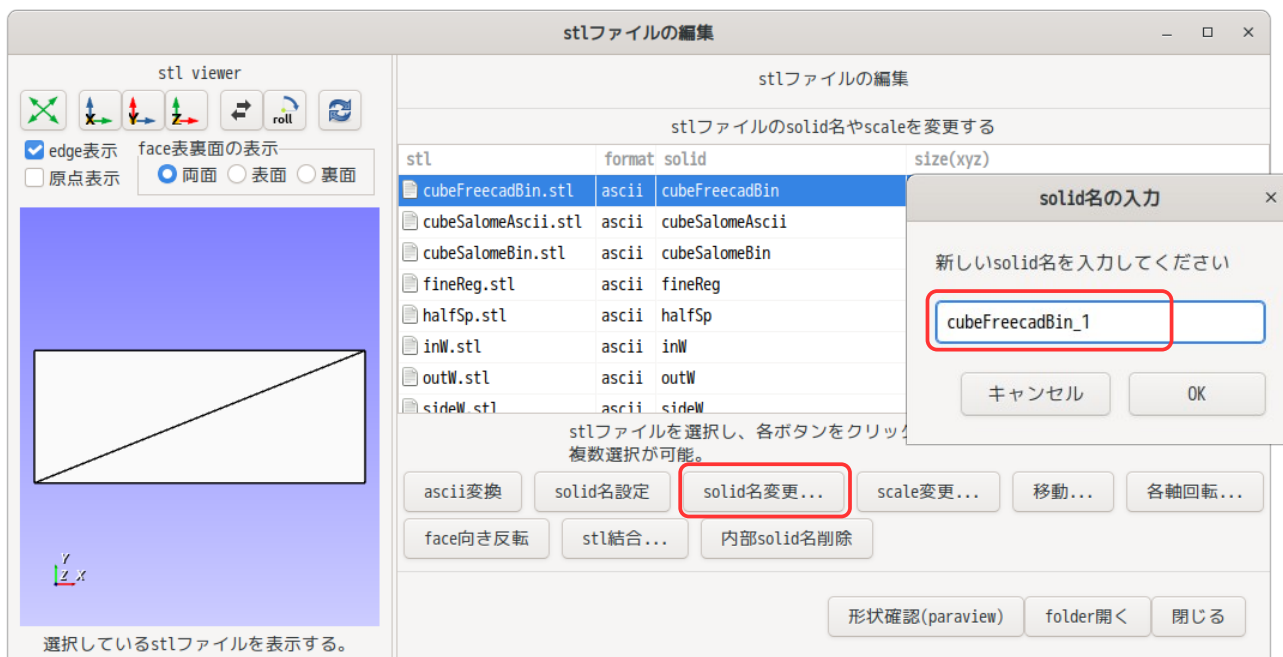 stlファイルの編集
stl viewer
X Y Z roll
edge表示
face表裏面の表示
原点表示
両面 表面 裏面
Y
Z X
選択しているstlファイルを表示する。
stlファイルの編集
stlファイルのsolid名やscaleを変更する
stl format solid size(xyz)
cubeFreecadBin.stl ascii cubeFreecadBin
cubeSalomeAscii.stl ascii cubeSalomeAscii
cubeSalomeBin.stl ascii cubeSalomeBin
fineReg.stl ascii fineReg
halfSp.stl ascii halfSp
inW.stl ascii inW
outW.stl ascii outW
sideW.stl ascii sideW
stlファイルを選択し、各ボタンをクリック
複数選択が可能。
ascii変換 solid名設定 solid名変更... scale変更... 移動... 各軸回転...
face向き反転 stl結合... 内部solid名削除
形状確認(paraview) folder開く 閉じる
solid名の入力
新しいsolid名を入力してください
cubeFreecadBin_1
キャンセル OK